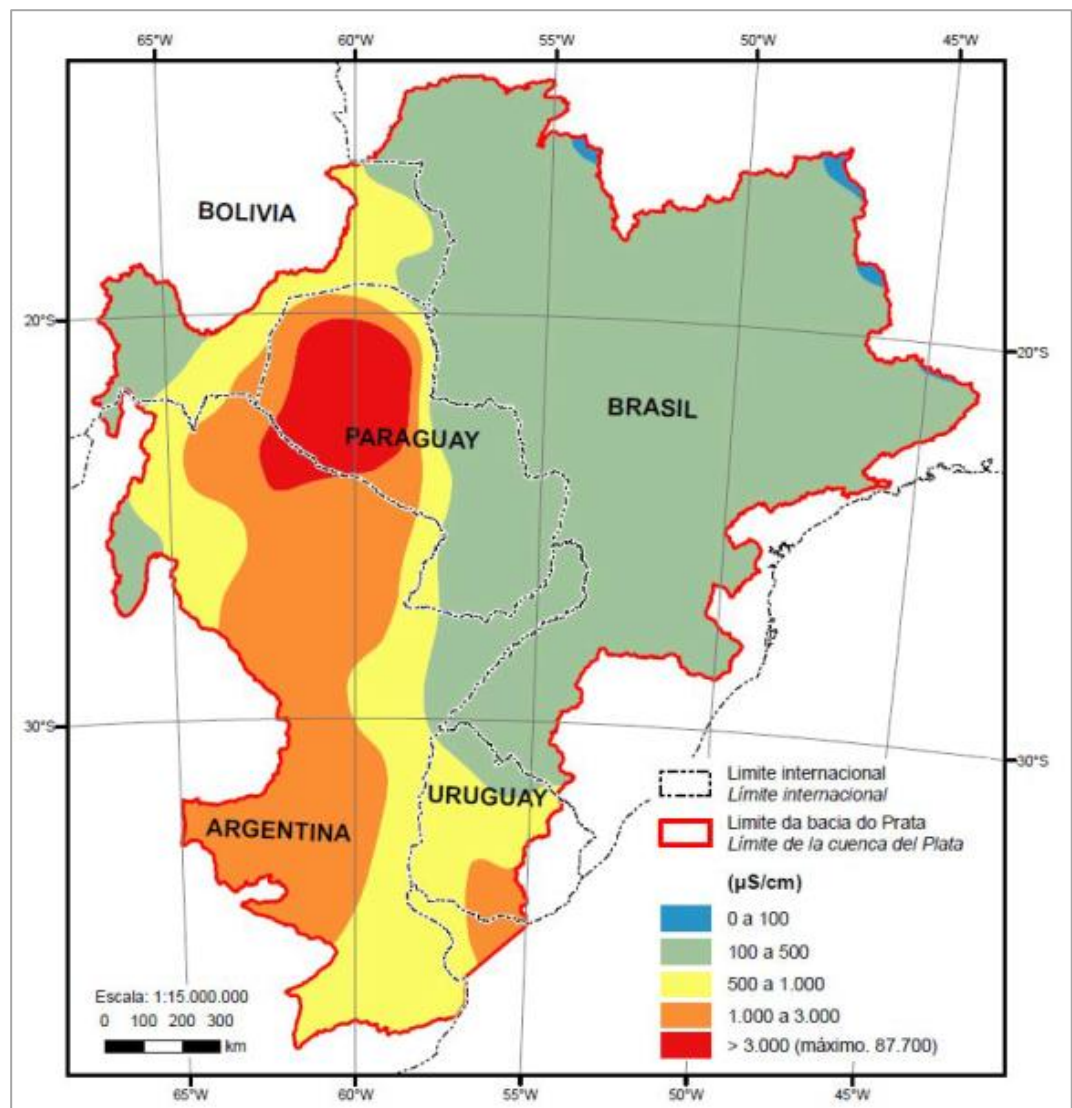 65°W 60°W 55°W 50°W 45°W
BOLIVIA
20°S
20°S
BRASIL
PARAGUAY
30°S
30°S
URUGUAY
ARGENTINA
Limite internacional
Límite internacional
Limite da bacia do Prata
Límite de la cuenca del Plata
(µS/cm)
0 a 100
100 a 500
500 a 1.000
1.000 a 3.000
> 3.000 (máximo. 87.700)
Escala: 1:15.000.000
0 100 200 300
km
65°W 60°W 55°W 50°W 45°W